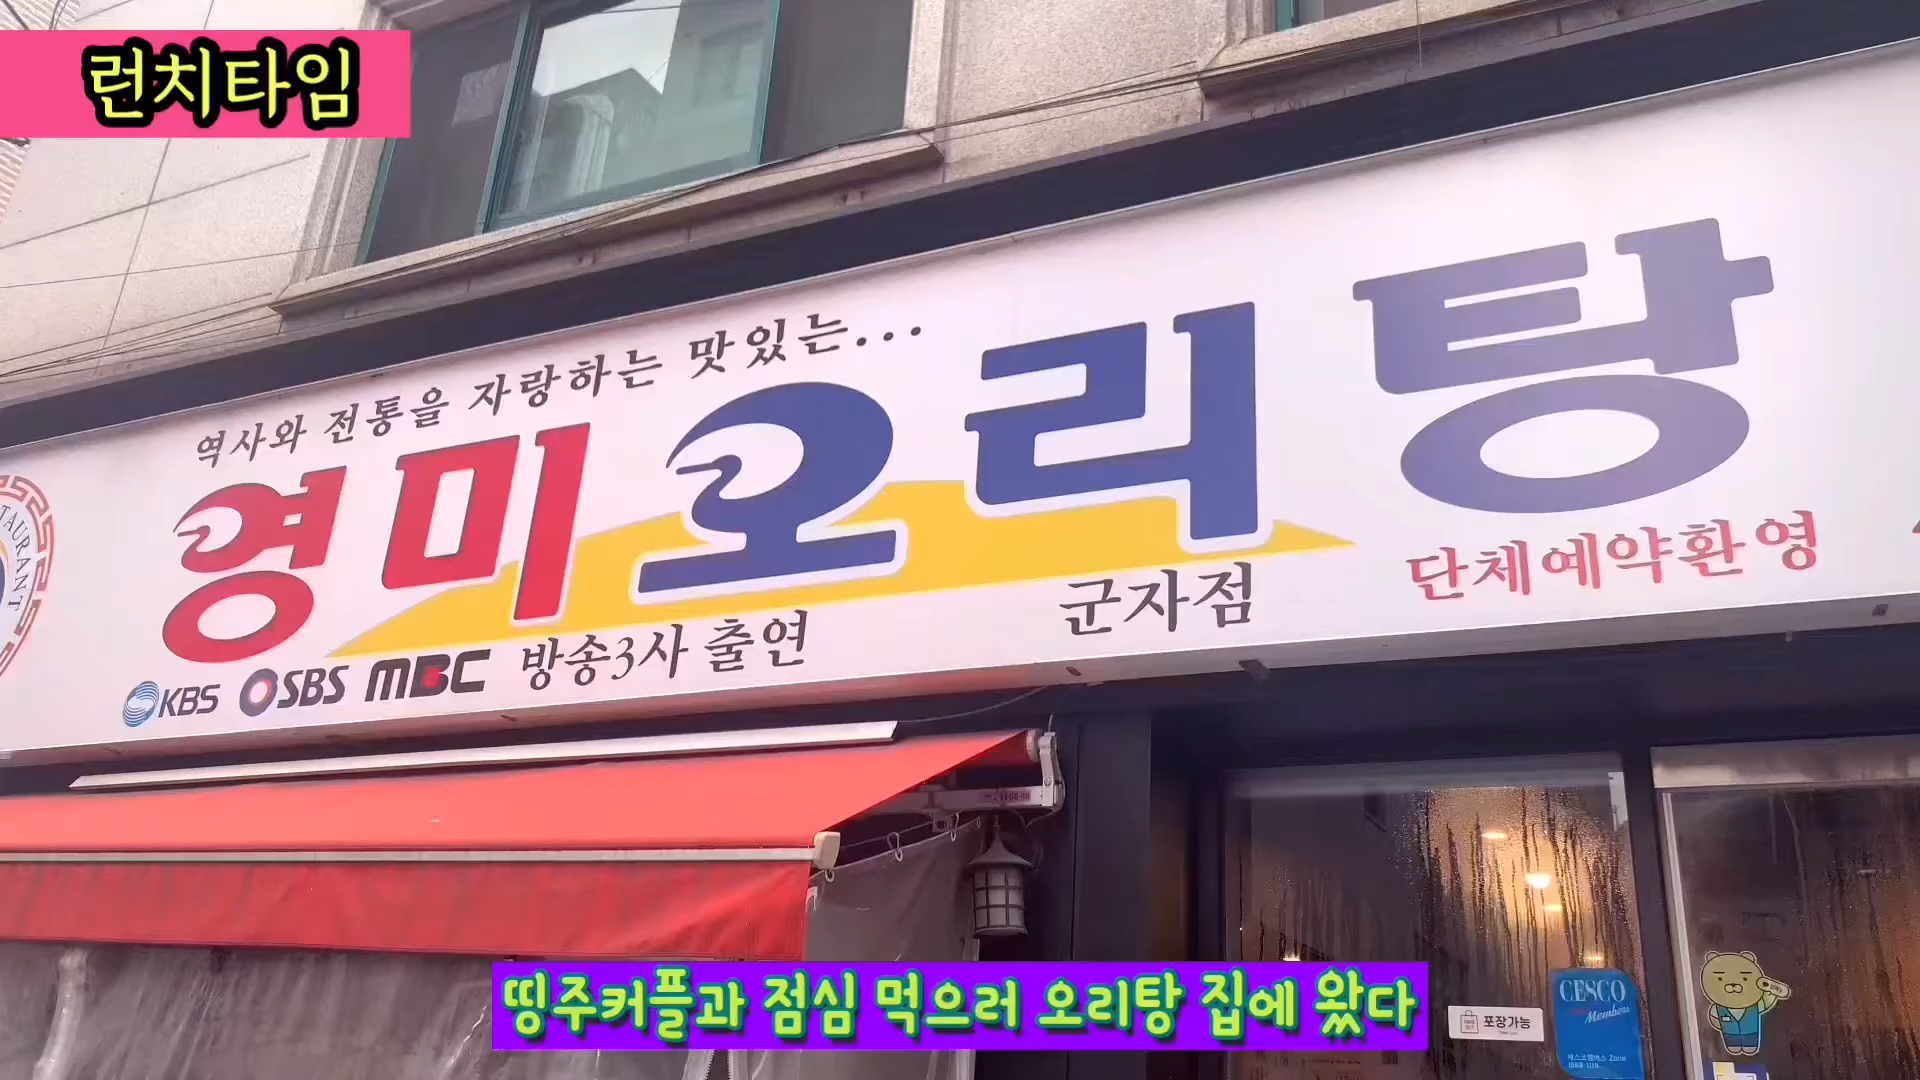 런치타임
역사와 전통을 자랑하는 맛있는...
영미오리탕
TAURANT
KBS SBS MBC 방송3사 출연
군자점
단체예약환영
CESCO
Members
포장가능
띵주커플과 점심 먹으러 오리탕 집에 왔다